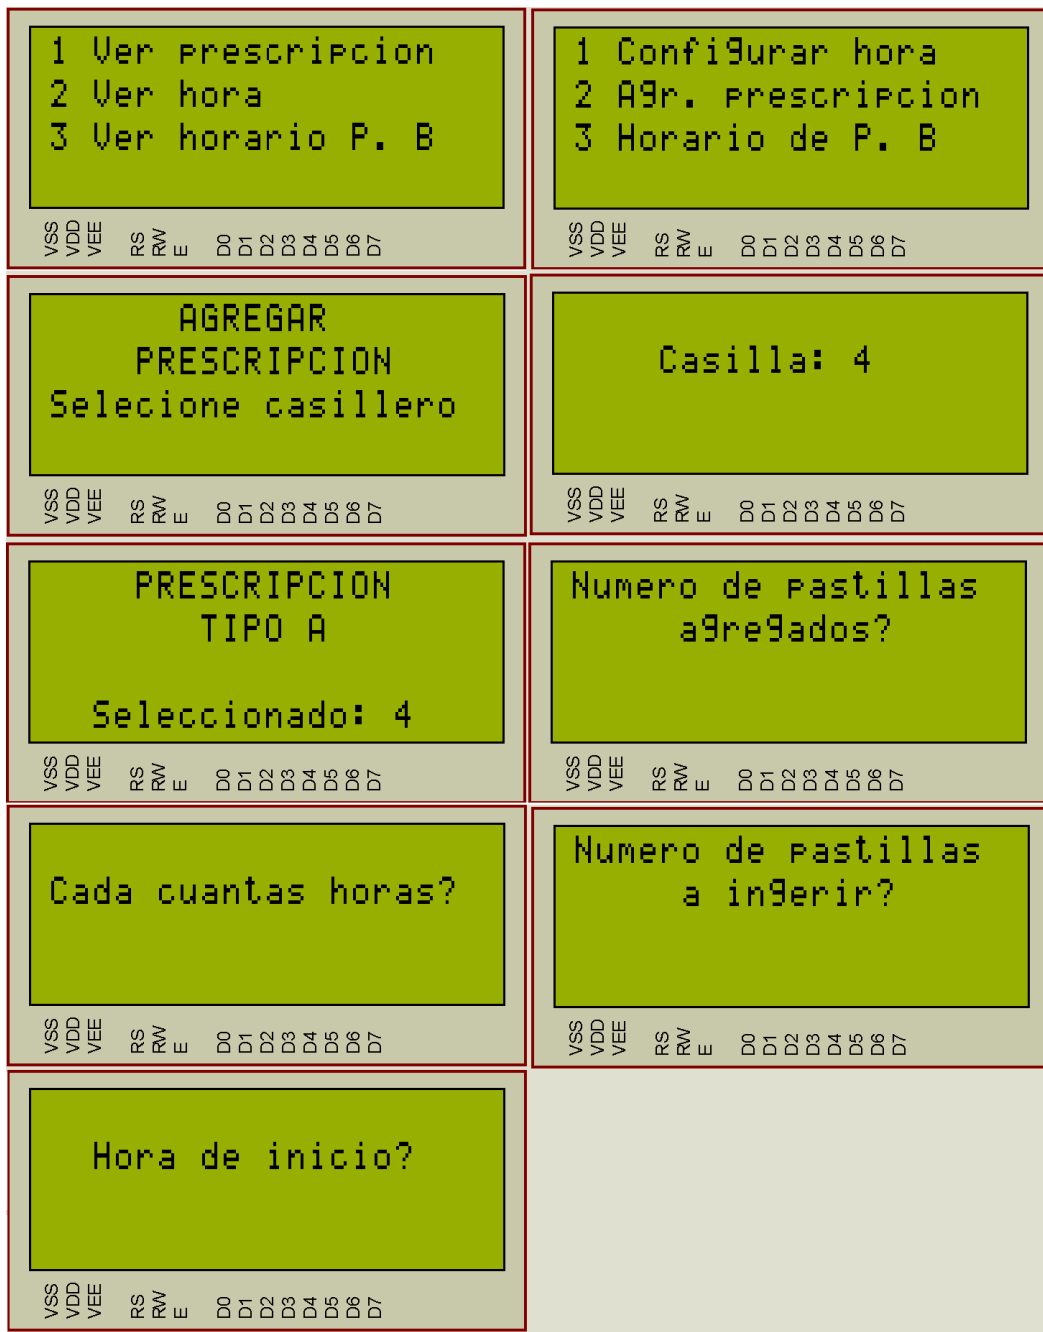 1 Ver prescripcion
2 Ver hora
3 Ver horario P. B
VSS VDD VEE RS RW E D0 D1 D2 D3 D4 D5 D6 D7
1 Configurar hora
2 Agr. prescripcion
3 Horario de P. B
VSS VDD VEE RS RW E D0 D1 D2 D3 D4 D5 D6 D7
AGREGAR
PRESCRIPCION
Selecione casillero
VSS VDD VEE RS RW E D0 D1 D2 D3 D4 D5 D6 D7
Casilla: 4
VSS VDD VEE RS RW E D0 D1 D2 D3 D4 D5 D6 D7
PRESCRIPCION
TIPO A
Seleccionado: 4
VSS VDD VEE RS RW E D0 D1 D2 D3 D4 D5 D6 D7
Numero de pastillas
agregados?
VSS VDD VEE RS RW E D0 D1 D2 D3 D4 D5 D6 D7
Cada cuantas horas?
VSS VDD VEE RS RW E D0 D1 D2 D3 D4 D5 D6 D7
Numero de pastillas
a ingerir?
VSS VDD VEE RS RW E D0 D1 D2 D3 D4 D5 D6 D7
Hora de inicio?
VSS VDD VEE RS RW E D0 D1 D2 D3 D4 D5 D6 D7